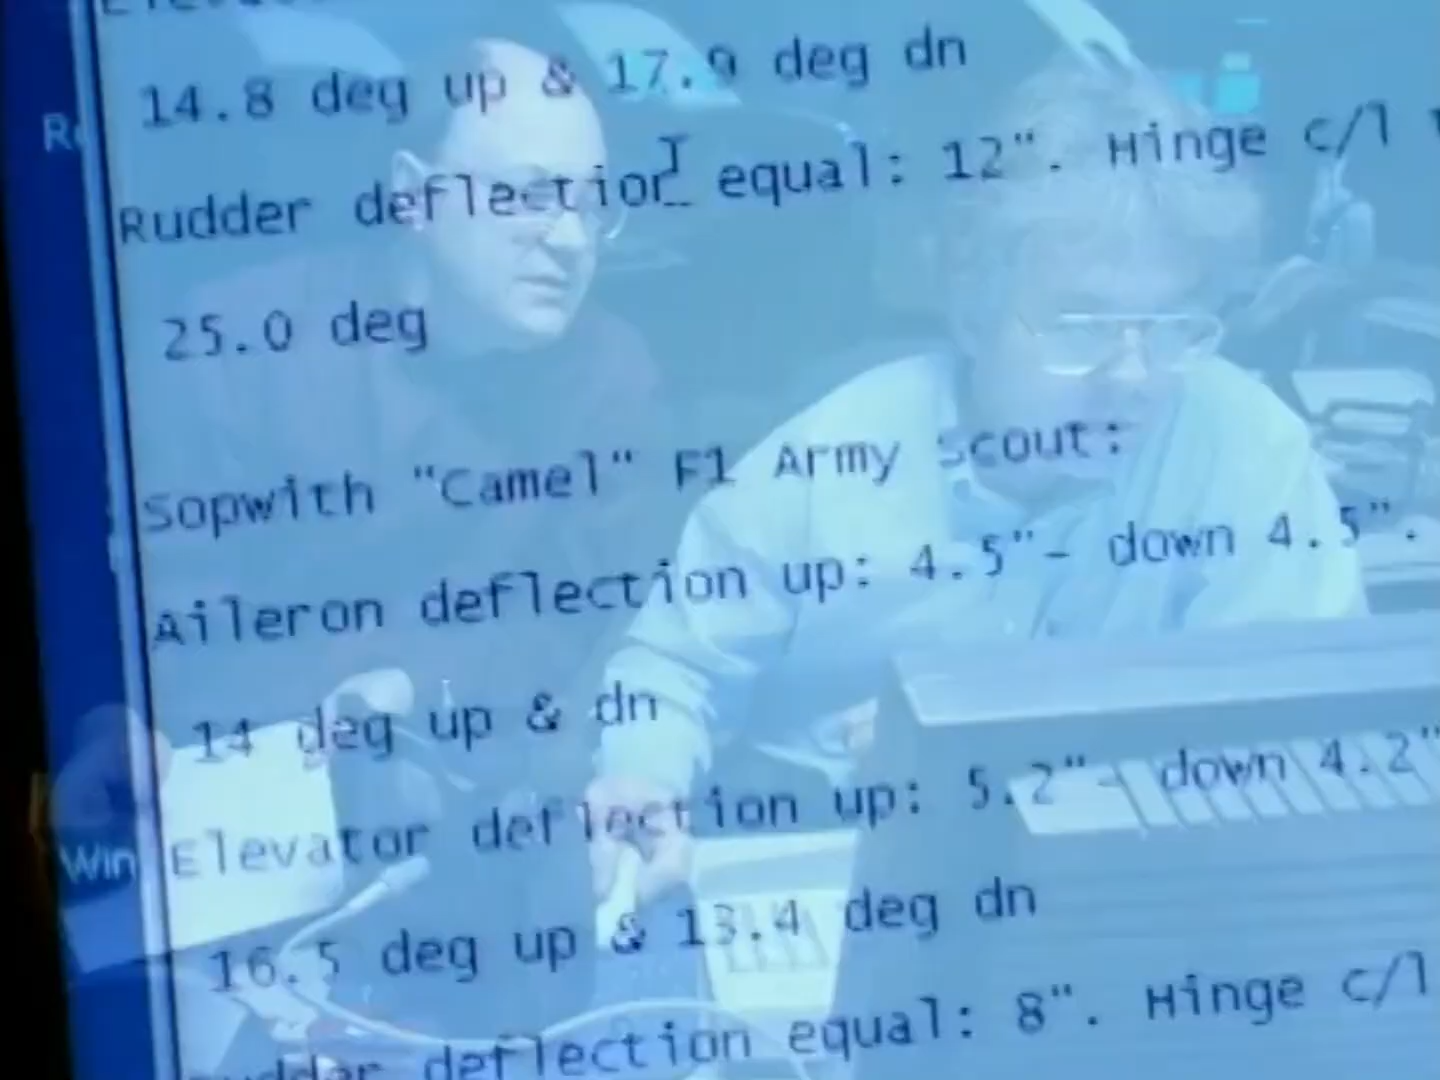 14.8 deg up & 17.9 deg dn
Rudder deflection equal: 12". Hinge c/l
25.0 deg
Sopwith "Camel" F1 Army Scout:
Aileron deflection up: 4.5"- down 4.5".
14 deg up & dn
Elevator deflection up: 5.2"- down 4.2"
Win
16.5 deg up & 13.4 deg dn
Rudder deflection equal: 8". Hinge c/l